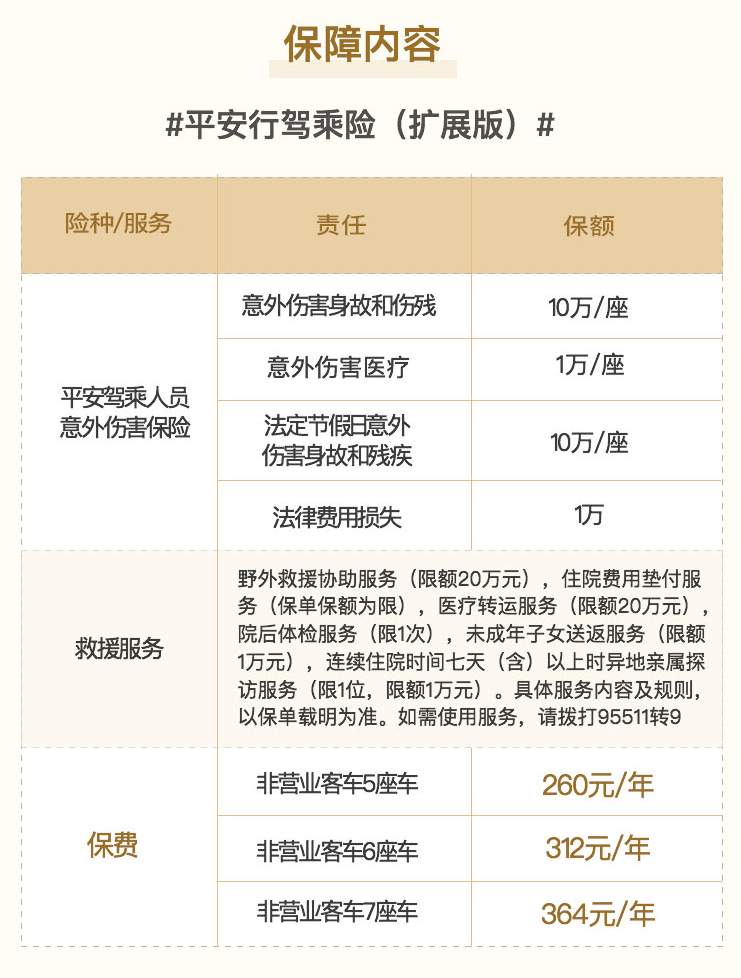 保障内容
#平安行驾乘险（扩展版）#
险种/服务
责任
保额
平安驾乘人员
意外伤害保险
意外伤害身故和伤残
10万/座
意外伤害医疗
1万/座
法定节假日意外
伤害身故和残疾
10万/座
法律费用损失
1万
救援服务
野外救援协助服务（限额20万元），住院费用垫付服
务（保单保额为限），医疗转运服务（限额20万元），
院后体检服务（限1次），未成年子女送返服务（限额
1万元），连续住院时间七天（含）以上时异地亲属探
访服务（限1位，限额1万元）。具体服务内容及规则，
以保单载明为准。如需使用服务，请拨打95511转9
保费
非营业客车5座车
260元/年
非营业客车6座车
312元/年
非营业客车7座车
364元/年